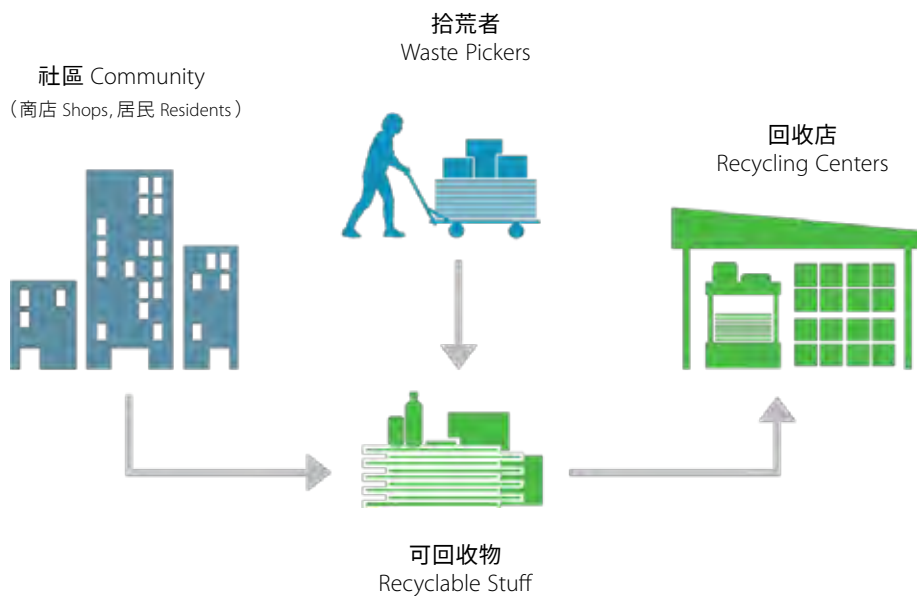 拾荒者
Waste Pickers
社區 Community
（商店 Shops, 居民 Residents）
回收店
Recycling Centers
可回收物
Recyclable Stuff